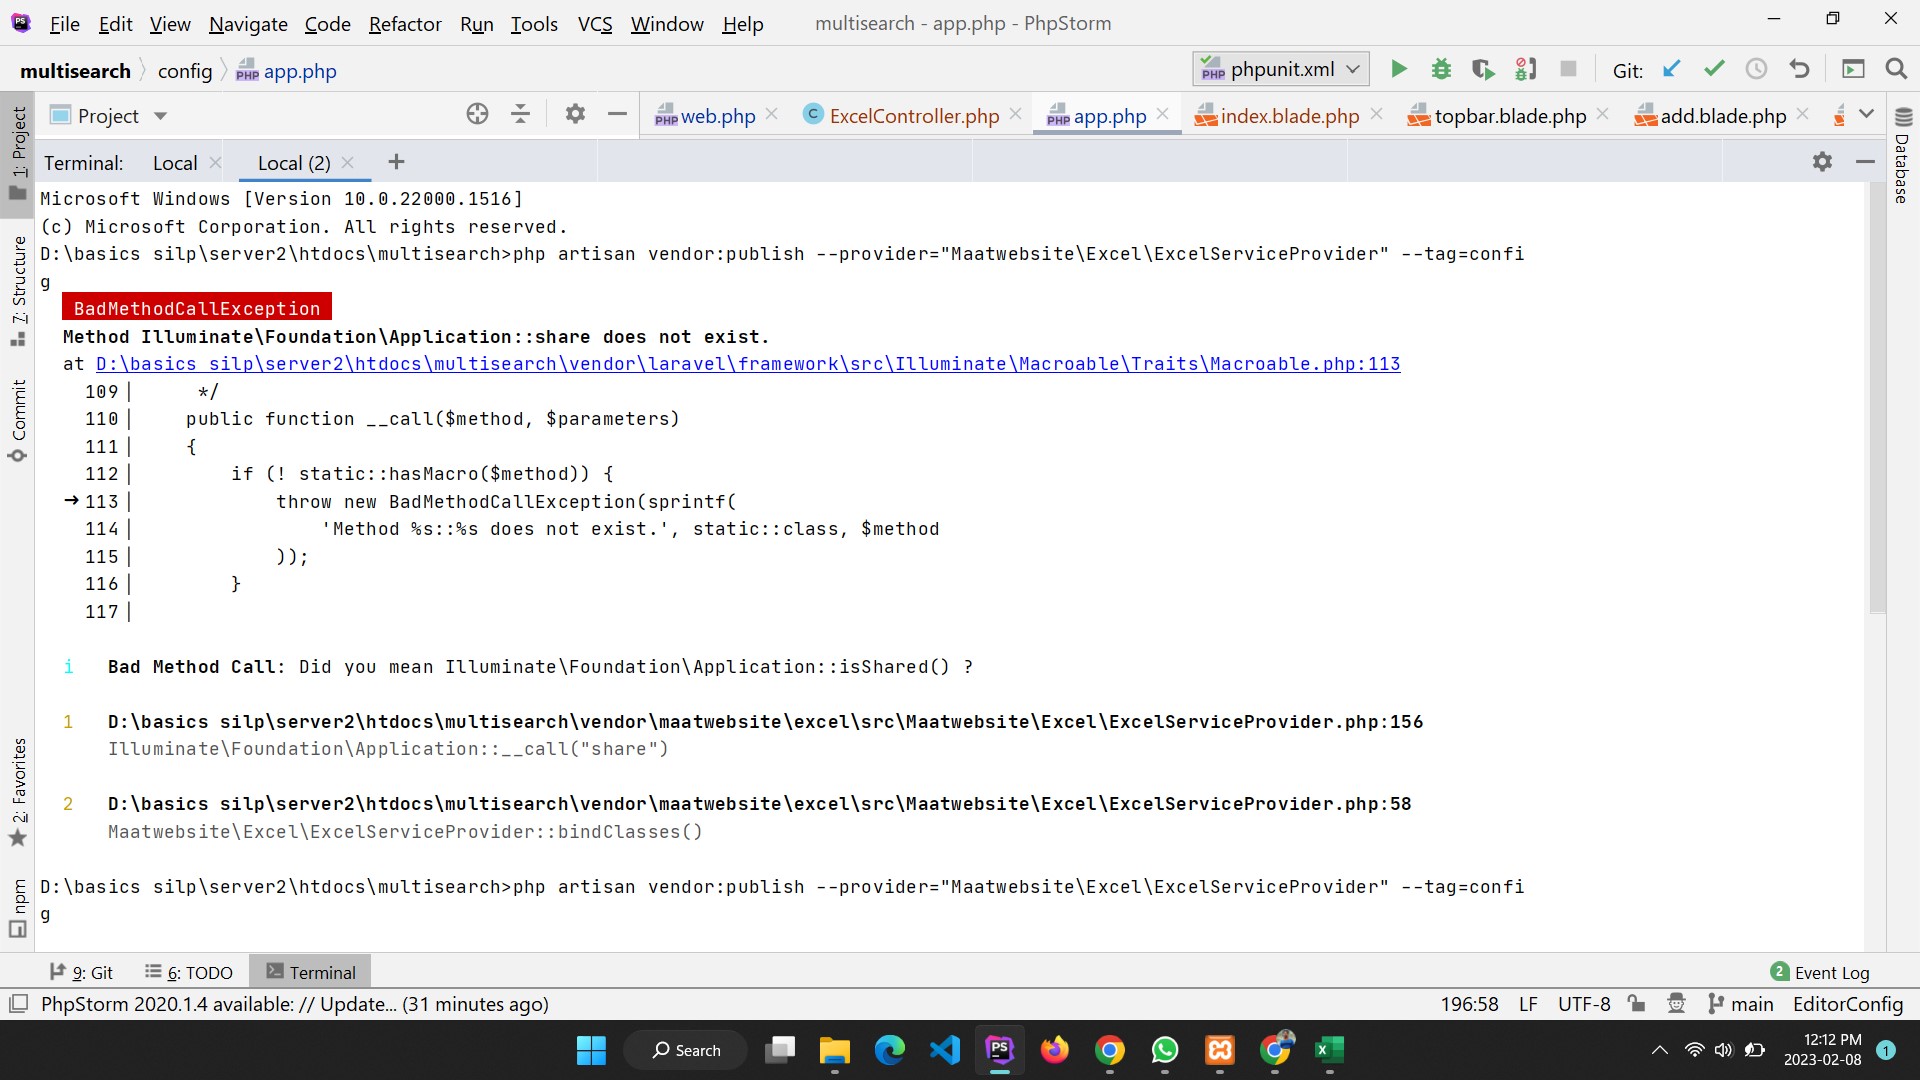 File Edit View Navigate Code Refactor Run Tools VCS Window Help multisearch - app.php - PhpStorm
multisearch config app.php phpunit.xml Git:
Project web.php ExcelController.php app.php index.blade.php topbar.blade.php add.blade.php
Terminal: Local Local (2) +
1: Project
7: Structure
Commit
2: Favorites
npm
Database
Microsoft Windows [Version 10.0.22000.1516]
(c) Microsoft Corporation. All rights reserved.
D:\basics silp\server2\htdocs\multisearch>php artisan vendor:publish --provider="Maatwebsite\Excel\ExcelServiceProvider" --tag=confi
g
BadMethodCallException
Method Illuminate\Foundation\Application::share does not exist.
at D:\basics silp\server2\htdocs\multisearch\vendor\laravel\framework\src\Illuminate\Macroable\Traits\Macroable.php:113
109| */
110| public function __call($method, $parameters)
111| {
112| if (! static::hasMacro($method)) {
➜ 113| throw new BadMethodCallException(sprintf(
114| 'Method %s::%s does not exist.', static::class, $method
115| ));
116| }
117|
i Bad Method Call: Did you mean Illuminate\Foundation\Application::isShared() ?
1 D:\basics silp\server2\htdocs\multisearch\vendor\maatwebsite\excel\src\Maatwebsite\Excel\ExcelServiceProvider.php:156
Illuminate\Foundation\Application::__call("share")
2 D:\basics silp\server2\htdocs\multisearch\vendor\maatwebsite\excel\src\Maatwebsite\Excel\ExcelServiceProvider.php:58
Maatwebsite\Excel\ExcelServiceProvider::bindClasses()
D:\basics silp\server2\htdocs\multisearch>php artisan vendor:publish --provider="Maatwebsite\Excel\ExcelServiceProvider" --tag=confi
g
9: Git 6: TODO Terminal 2 Event Log
PhpStorm 2020.1.4 available: // Update... (31 minutes ago) 196:58 LF UTF-8 main EditorConfig
Search 12:12 PM
2023-02-08 1